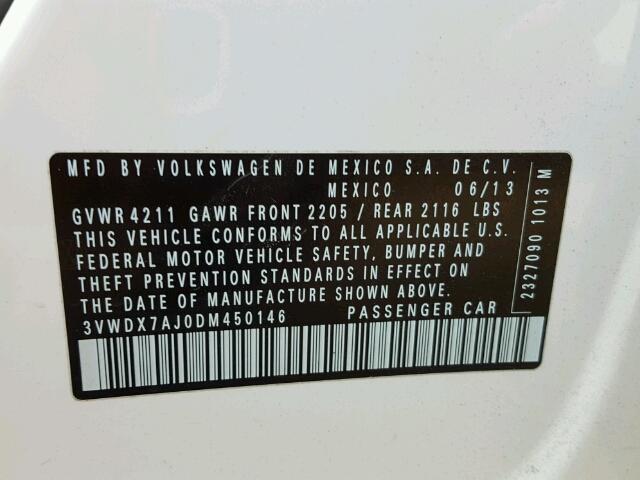 MFD BY VOLKSWAGEN DE MEXICO S.A. DE C.V.
MEXICO 06/13
GVWR 4211 GAWR FRONT 2205 / REAR 2116 LBS
THIS VEHICLE CONFORMS TO ALL APPLICABLE U.S.
FEDERAL MOTOR VEHICLE SAFETY, BUMPER AND
THEFT PREVENTION STANDARDS IN EFFECT ON
THE DATE OF MANUFACTURE SHOWN ABOVE.
3VWDX7AJ0DM450146 PASSENGER CAR
2327090 1013 M